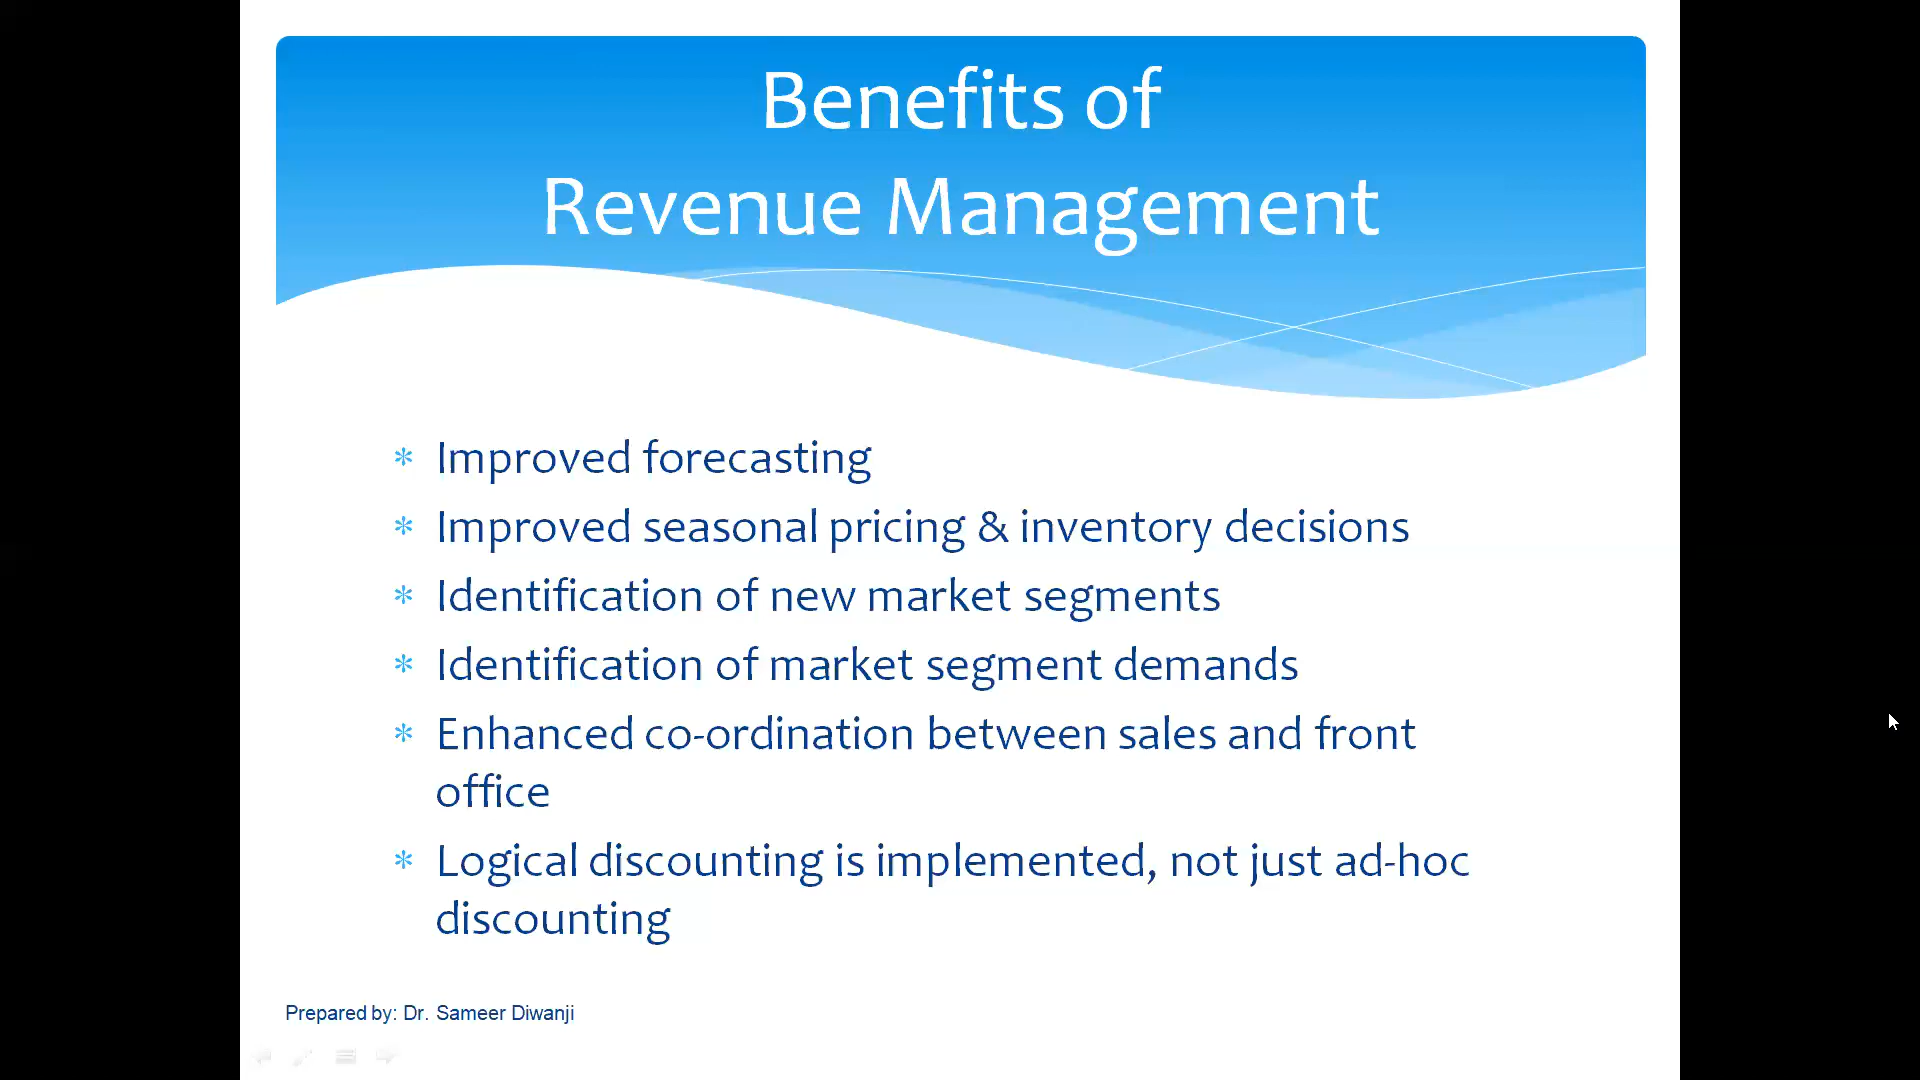 Benefits of
Revenue Management
* Improved forecasting
* Improved seasonal pricing & inventory decisions
* Identification of new market segments
* Identification of market segment demands
* Enhanced co-ordination between sales and front
office
* Logical discounting is implemented, not just ad-hoc
discounting
Prepared by: Dr. Sameer Diwanji